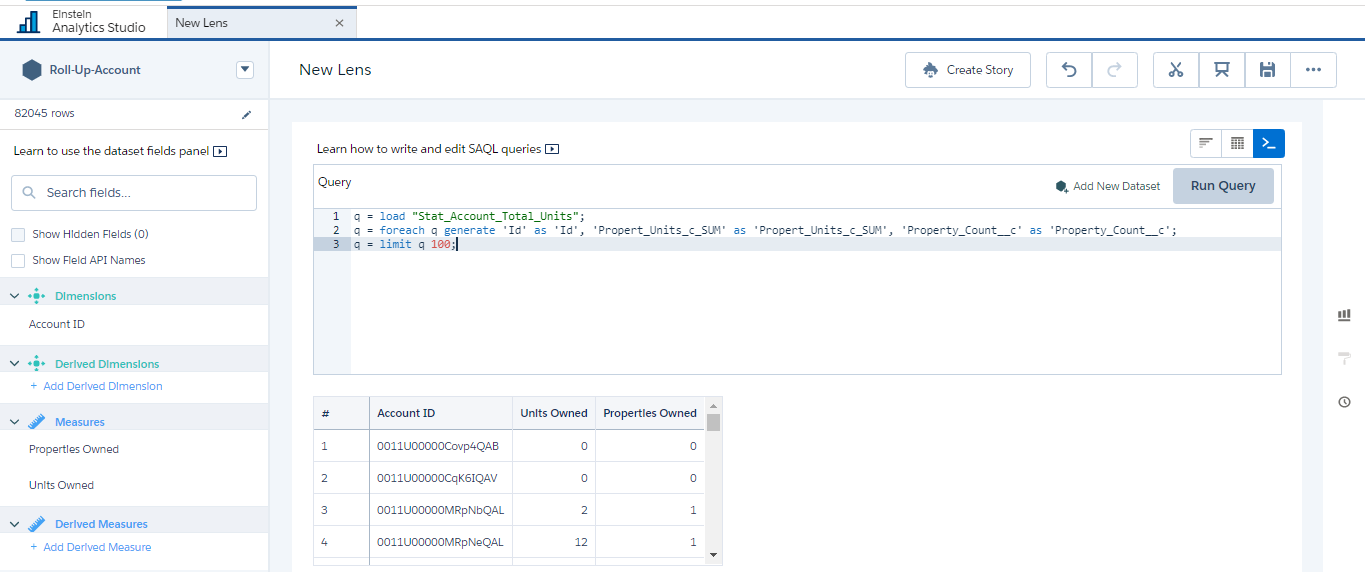 Einstein
Analytics Studio
New Lens
Roll-Up-Account
New Lens
Create Story
82045 rows
Learn to use the dataset fields panel
Search fields...
Show Hidden Fields (0)
Show Field API Names
Dimensions
Account ID
Derived Dimensions
+ Add Derived Dimension
Measures
Properties Owned
Units Owned
Derived Measures
+ Add Derived Measure
Learn how to write and edit SAQL queries
Query
Add New Dataset
Run Query
1 q = load "Stat_Account_Total_Units";
2 q = foreach q generate 'Id' as 'Id', 'Propert_Units_c_SUM' as 'Propert_Units_c_SUM', 'Property_Count__c' as 'Property_Count__c';
3 q = limit q 100;
# Account ID Units Owned Properties Owned
1 0011U00000Covp4QAB 0 0
2 0011U00000CqK6IQAV 0 0
3 0011U00000MRpNbQAL 2 1
4 0011U00000MRpNeQAL 12 1